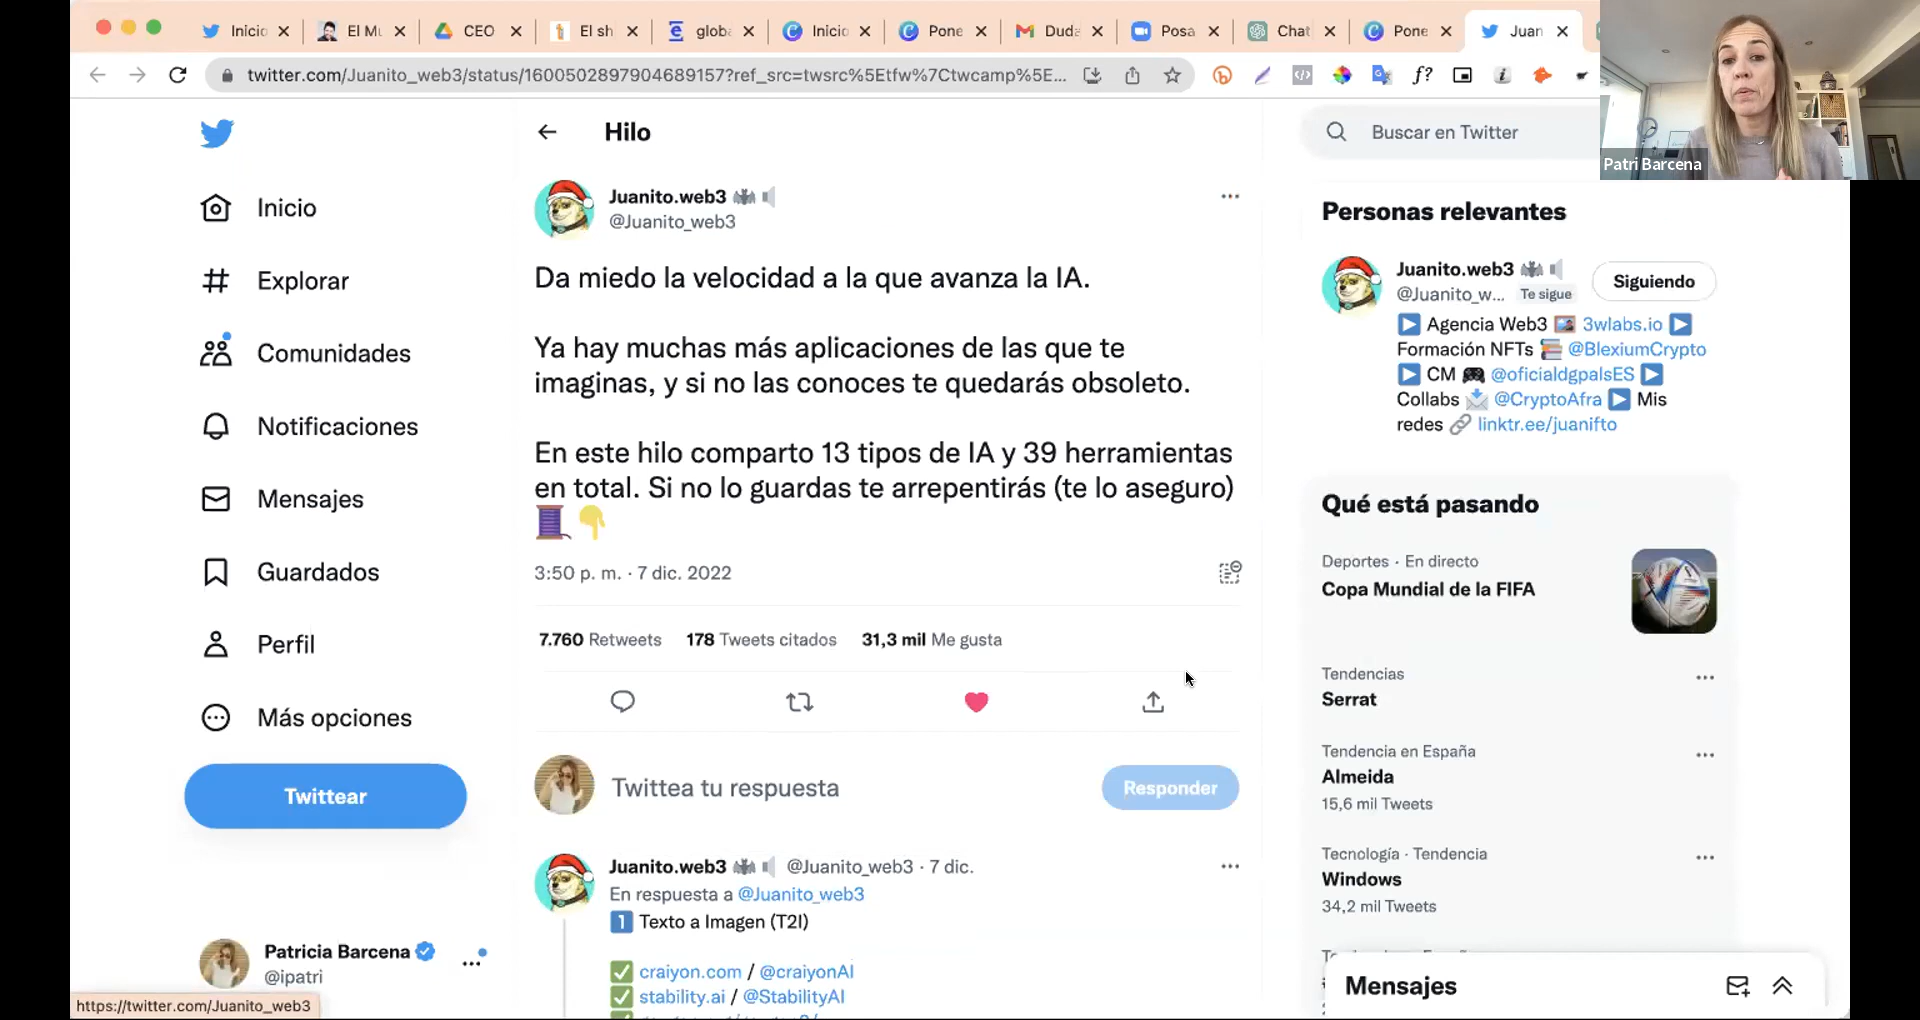 Inicio
El Mu
CEO
El sh
globa
Inicio
Pone
Duda
Posa
Chat
Pone
Juan
twitter.com/Juanito_web3/status/1600502897904689157?ref_src=twsrc%5Etfw%7Ctwcamp%5E...
Patri Barcena
Inicio
Explorar
Comunidades
Notificaciones
Mensajes
Guardados
Perfil
Más opciones
Twittear
Patricia Barcena
@ipatri
https://twitter.com/Juanito_web3
Hilo
Juanito.web3
@Juanito_web3
Da miedo la velocidad a la que avanza la IA.
Ya hay muchas más aplicaciones de las que te
imaginas, y si no las conoces te quedarás obsoleto.
En este hilo comparto 13 tipos de IA y 39 herramientas
en total. Si no lo guardas te arrepentirás (te lo aseguro)
3:50 p. m. · 7 dic. 2022
7.760 Retweets 178 Tweets citados 31,3 mil Me gusta
Twittea tu respuesta
Responder
Juanito.web3 @Juanito_web3 · 7 dic.
En respuesta a @Juanito_web3
1 Texto a Imagen (T2I)
craiyon.com / @craiyonAI
stability.ai / @StabilityAI
Buscar en Twitter
Personas relevantes
Juanito.web3
@Juanito_w... Te sigue
Siguiendo
Agencia Web3 3wlabs.io
Formación NFTs @BlexiumCrypto
CM @oficialdgpalsES
Collabs @CryptoAfra Mis
redes linktr.ee/juanifto
Qué está pasando
Deportes · En directo
Copa Mundial de la FIFA
Tendencias
Serrat
Tendencia en España
Almeida
15,6 mil Tweets
Tecnología · Tendencia
Windows
34,2 mil Tweets
Mensajes